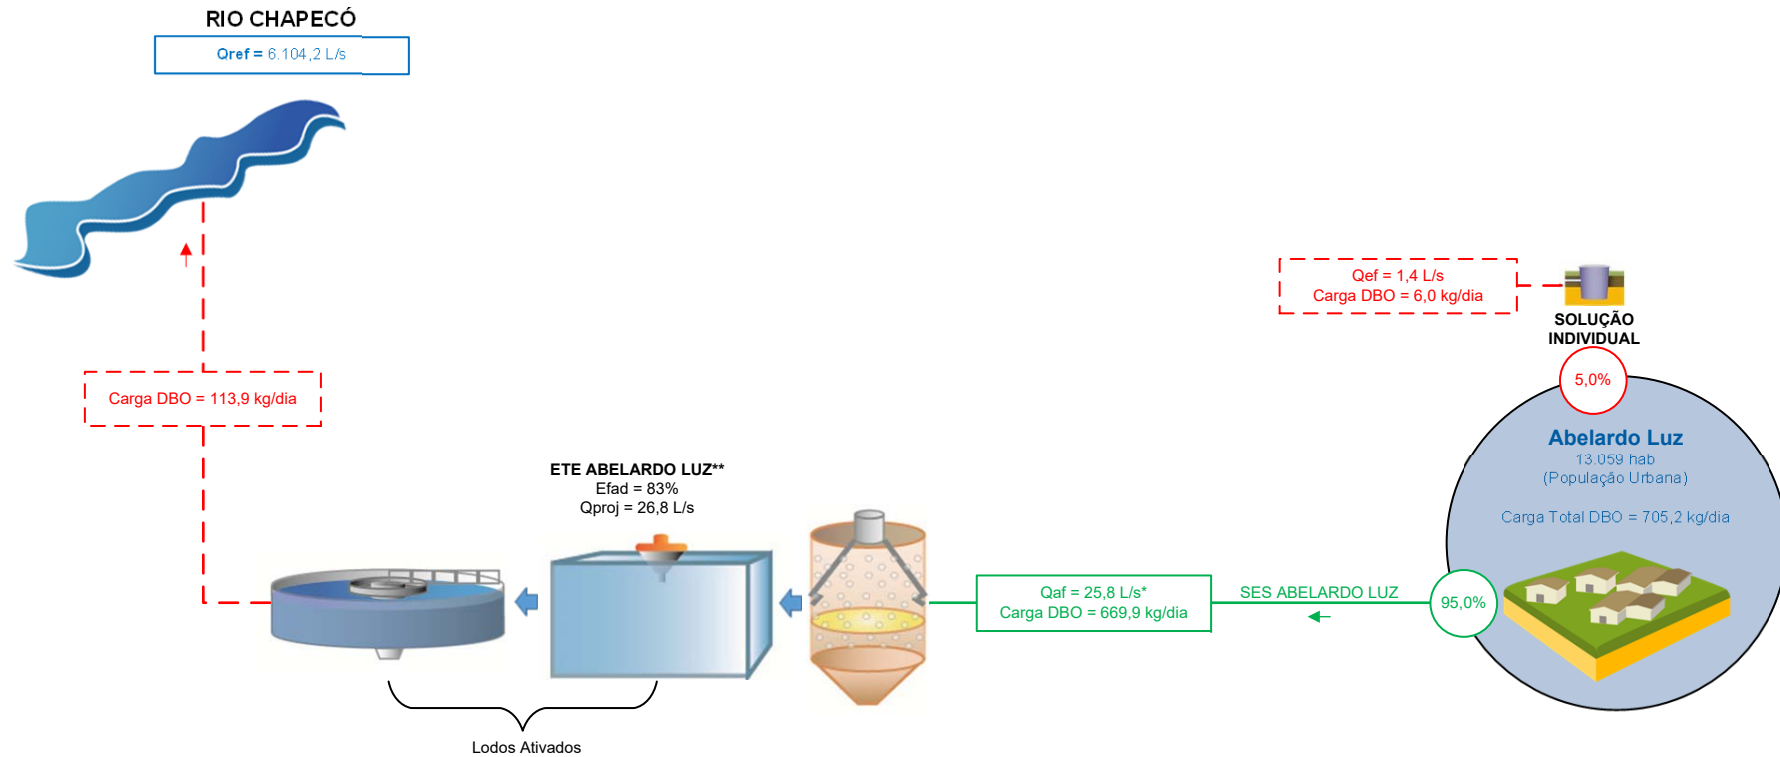 RIO CHAPECÓ
Qref = 6.104,2 L/s
Qef = 1,4 L/s
Carga DBO = 6,0 kg/dia
SOLUÇÃO
INDIVIDUAL
5,0%
Carga DBO = 113,9 kg/dia
Abelardo Luz
13.059 hab
(População Urbana)
Carga Total DBO = 705,2 kg/dia
ETE ABELARDO LUZ**
Efad = 83%
Qproj = 26,8 L/s
Qaf = 25,8 L/s*
Carga DBO = 669,9 kg/dia
SES ABELARDO LUZ
95,0%
Lodos Ativados